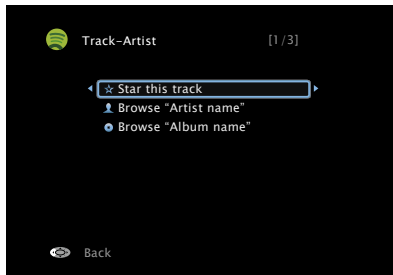 Track-Artist [1/3]
Star this track
Browse “Artist name”
Browse “Album name”
Back